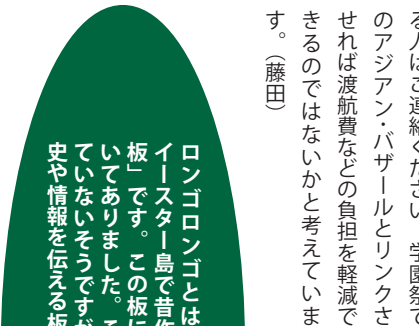 る人はご連絡ください。学園祭で
のアジアン・バザールとリンクさ
せれば渡航費などの負担を軽減で
きるのではないかと考えていま
す。(藤田)
ロンゴロンゴとは
イースター島で昔作
板」です。この板に
いてありました。こ
ていないそうですが
史や情報を伝える板